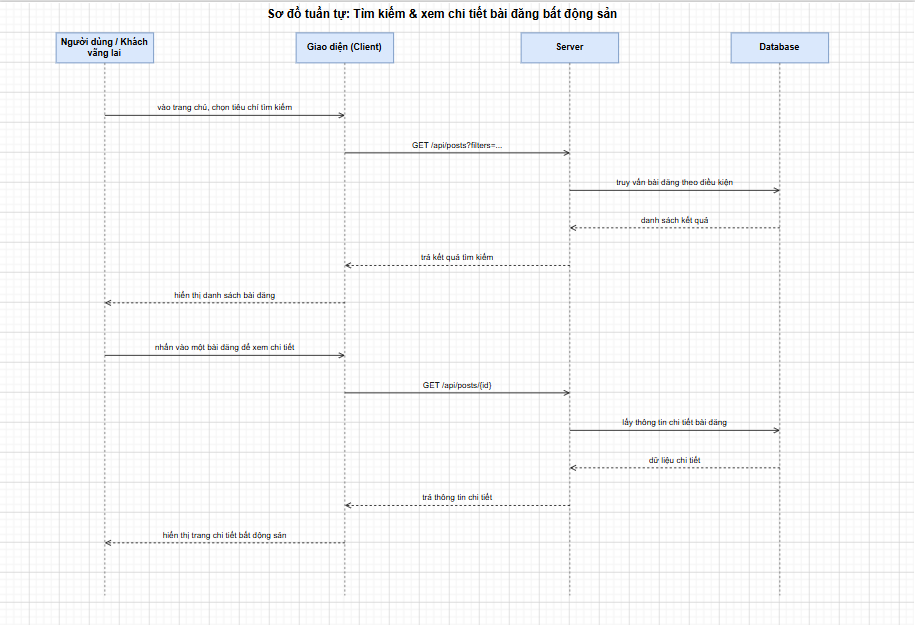 Sơ đồ tuần tự: Tìm kiếm & xem chi tiết bài đăng bất động sản
Người dùng / Khách
vãng lai
Giao diện (Client)
Server
Database
vào trang chủ, chọn tiêu chí tìm kiếm
GET /api/posts?filters=...
truy vấn bài đăng theo điều kiện
danh sách kết quả
trả kết quả tìm kiếm
hiển thị danh sách bài đăng
nhấn vào một bài đăng để xem chi tiết
GET /api/posts/{id}
lấy thông tin chi tiết bài đăng
dữ liệu chi tiết
trả thông tin chi tiết
hiển thị trang chi tiết bất động sản